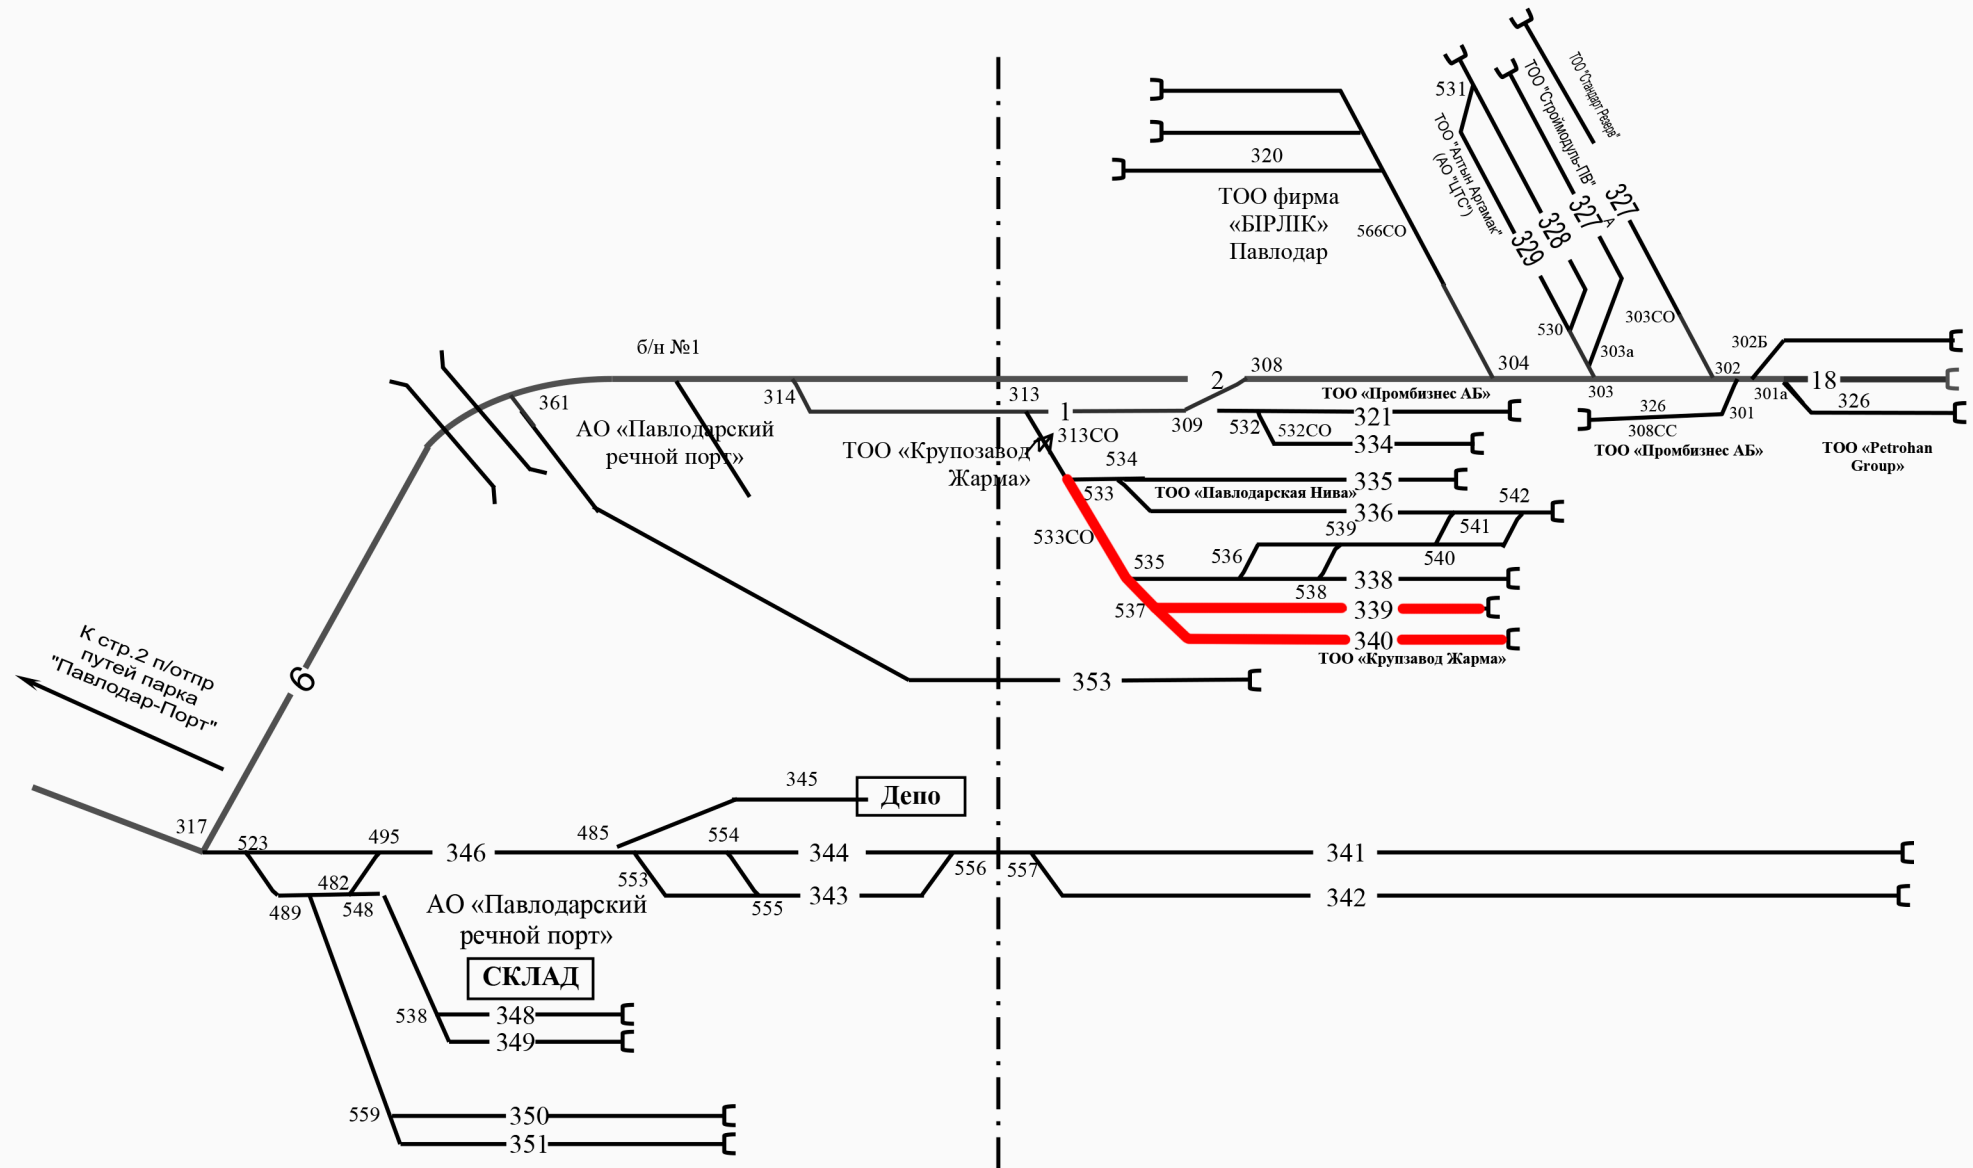 531
ТОО "Стандарт Резерв"
ТОО "Строймодуль-ПВ"
ТОО "Алтын Аргамак"
(АО "ЦТС")
320
ТОО фирма
«БІРЛІК»
Павлодар
566СО
329
328
327
А
327
530
303СО
303а
302Б
б/н №1
361
314
313
1
2
308
309
304
303
302
301а
18
301
326
308СС
326
ТОО «Промбизнес АБ»
321
532
532СО
334
ТОО «Промбизнес АБ»
ТОО «Petrohan
Group»
АО «Павлодарский
речной порт»
ТОО «Крупозавод
Жарма»
313СО
534
533
335
ТОО «Павлодарская Нива»
336
542
541
539
540
533СО
535
536
538
338
537
339
340
ТОО «Крупзавод Жарма»
353
К стр.2 п/отпр
путей парка
"Павлодар-Порт"
6
345
Депо
317
523
495
346
485
554
344
556
557
341
482
489
548
553
555
343
342
АО «Павлодарский
речной порт»
СКЛАД
538
348
349
559
350
351